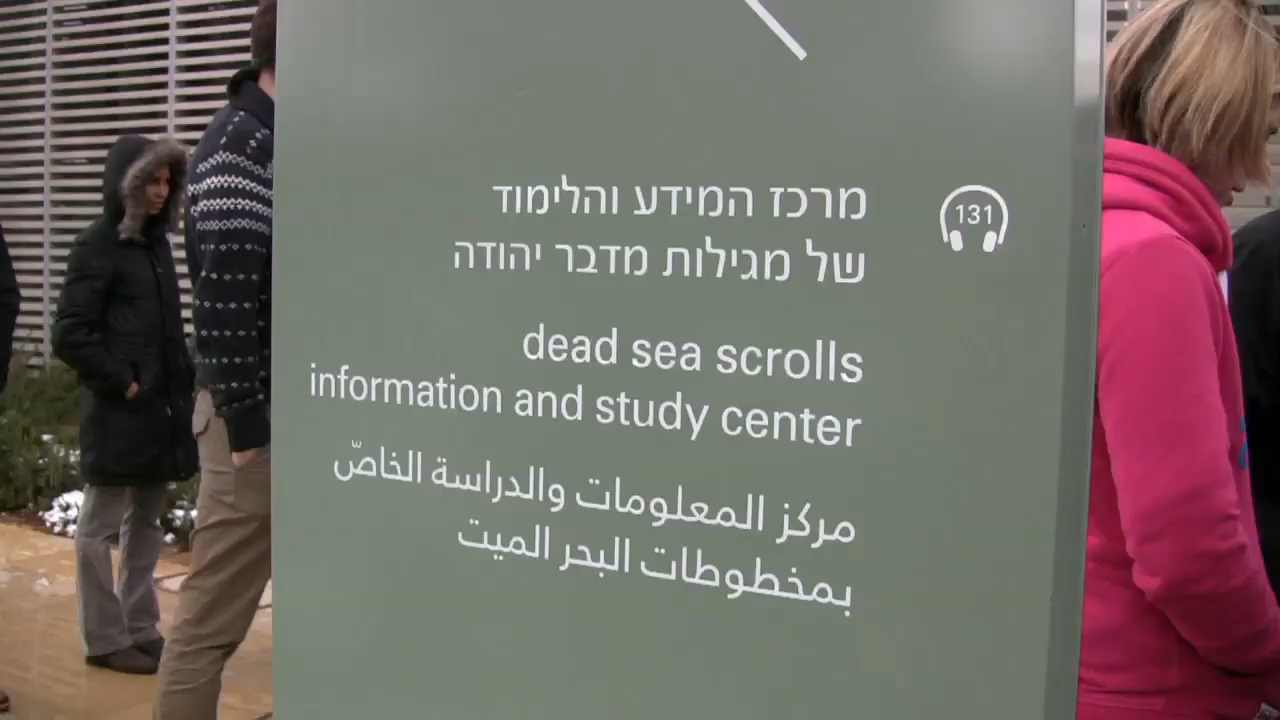 מרכז המידע והלימוד
של מגילות מדבר יהודה
131
dead sea scrolls
information and study center
مركز المعلومات والدراسة الخاصّ
بمخطوطات البحر الميت